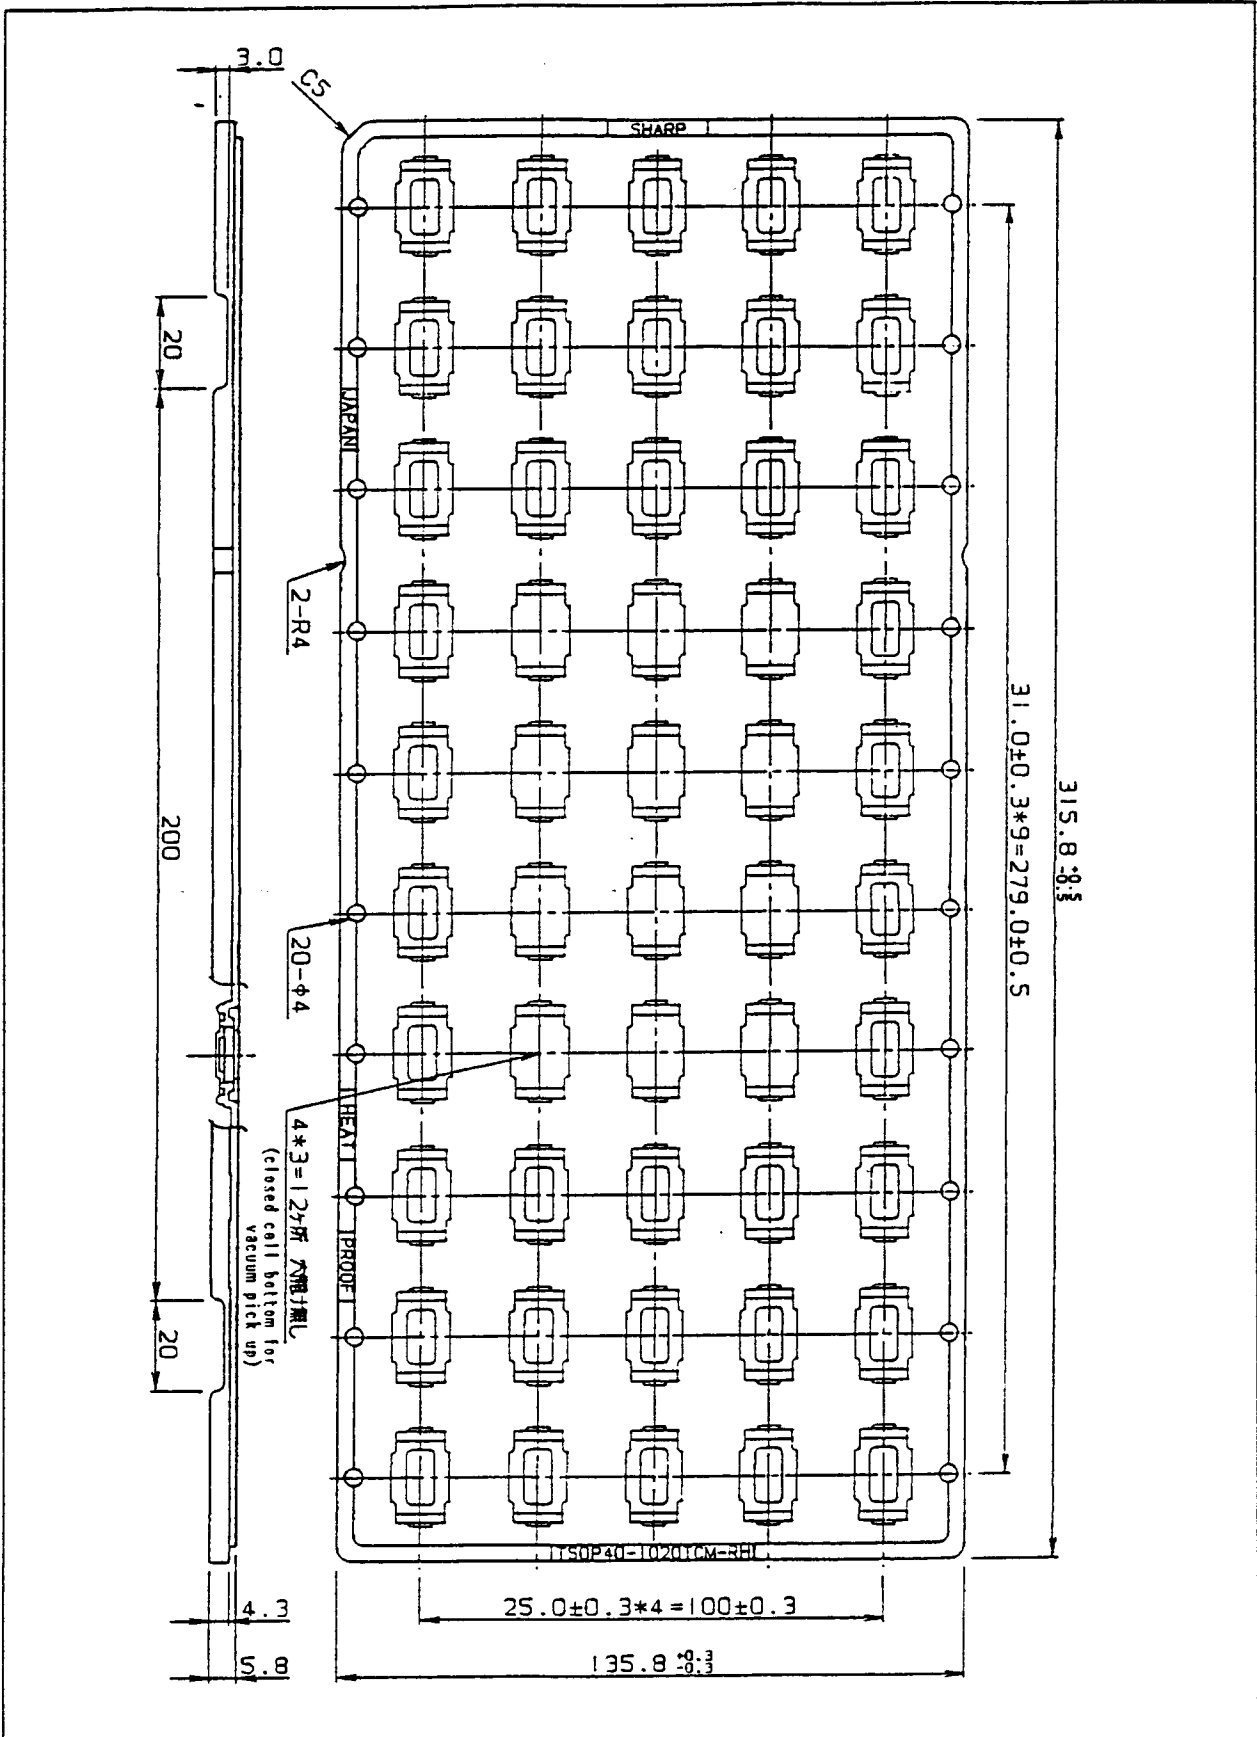 3.0
C5
SHARP
20
JAPAN
2-R4
31.0±0.3*9=279.0±0.5
315.8 +0.5 -0.5
200
20-φ4
HEAT
4*3=12ヶ所 穴開け無し
(closed cell bottom for
vacuum pick up)
PROOF
20
TSOP40-1020TCM-RH
4.3
25.0±0.3*4=100±0.3
5.8
135.8 +0.3 -0.3